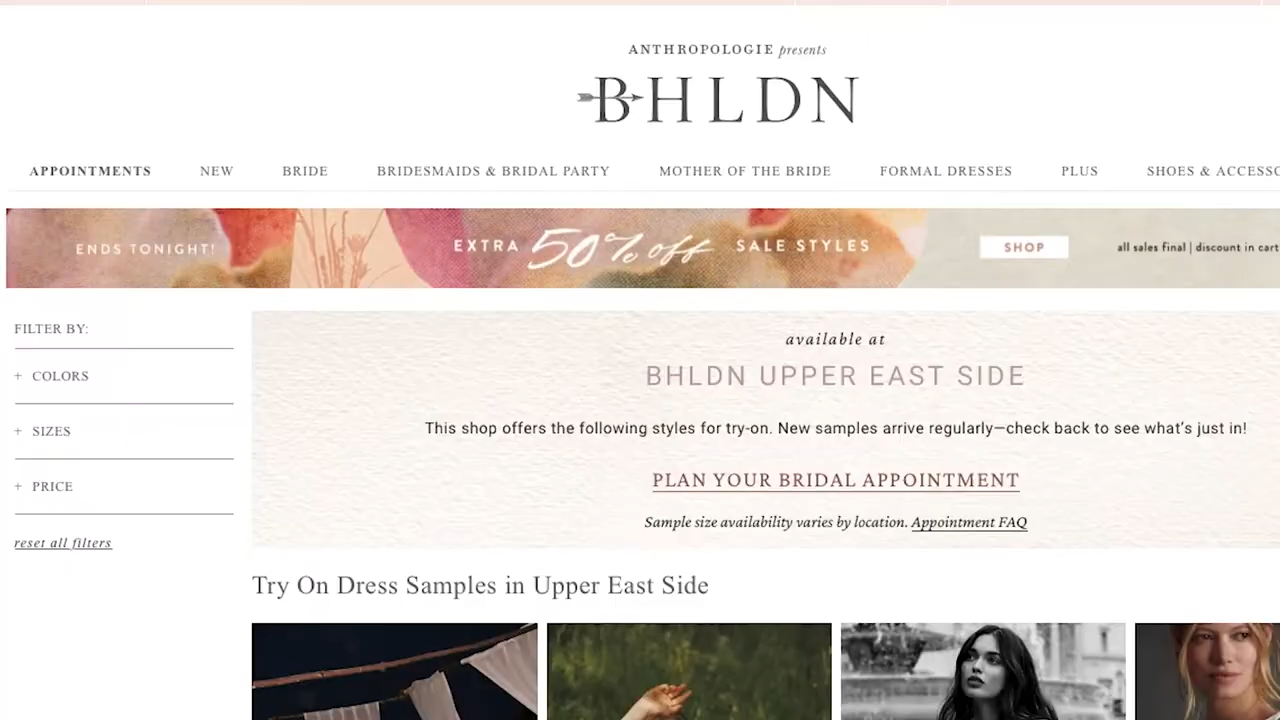 ANTHROPOLOGIE presents
BHLDN
APPOINTMENTS NEW BRIDE BRIDESMAIDS & BRIDAL PARTY MOTHER OF THE BRIDE FORMAL DRESSES PLUS SHOES & ACCESSO
ENDS TONIGHT! EXTRA 50% off SALE STYLES SHOP all sales final | discount in cart
FILTER BY:
+ COLORS
+ SIZES
+ PRICE
reset all filters
available at
BHLDN UPPER EAST SIDE
This shop offers the following styles for try-on. New samples arrive regularly—check back to see what's just in!
PLAN YOUR BRIDAL APPOINTMENT
Sample size availability varies by location. Appointment FAQ
Try On Dress Samples in Upper East Side